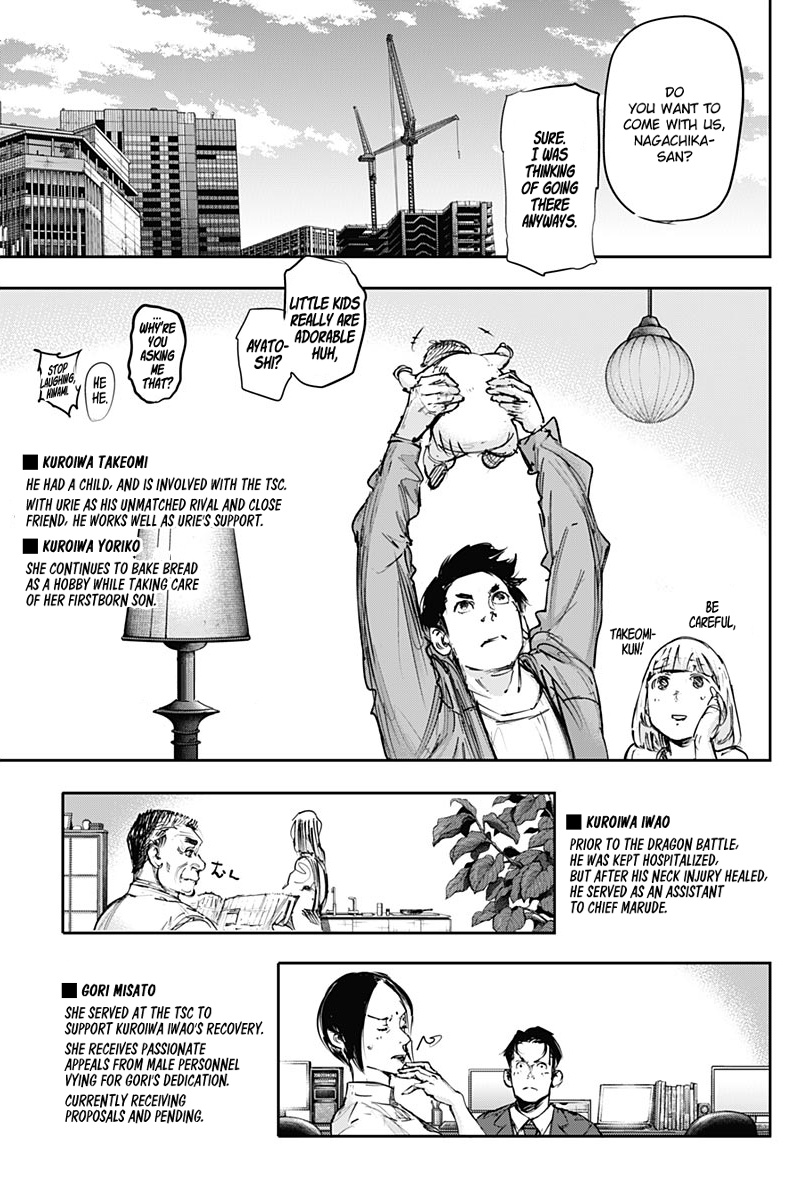 DO
YOU WANT TO
COME WITH US,
NAGACHIKA-
SAN?
SURE.
I WAS
THINKING
OF GOING
THERE
ANYWAYS.
LITTLE KIDS
REALLY ARE
ADORABLE
HUH,
AYATO-
SHI?
...
WHY'RE
YOU
ASKING
ME
THAT?
HE
HE.
STOP
LAUGHING,
HINAMI.
KUROIWA TAKEOMI
HE HAD A CHILD, AND IS INVOLVED WITH THE TSC.
WITH URIE AS HIS UNMATCHED RIVAL AND CLOSE
FRIEND, HE WORKS WELL AS URIE'S SUPPORT.
KUROIWA YORIKO
SHE CONTINUES TO BAKE BREAD
AS A HOBBY WHILE TAKING CARE
OF HER FIRSTBORN SON.
BE
CAREFUL,
TAKEOMI-
KUN!
むく
KUROIWA IWAO
PRIOR TO THE DRAGON BATTLE,
HE WAS KEPT HOSPITALIZED,
BUT AFTER HIS NECK INJURY HEALED,
HE SERVED AS AN ASSISTANT
TO CHIEF MARUDE.
GORI MISATO
SHE SERVED AT THE TSC TO
SUPPORT KUROIWA IWAO'S RECOVERY.
SHE RECEIVES PASSIONATE
APPEALS FROM MALE PERSONNEL
VYING FOR GORI'S DEDICATION.
CURRENTLY RECEIVING
PROPOSALS AND PENDING.